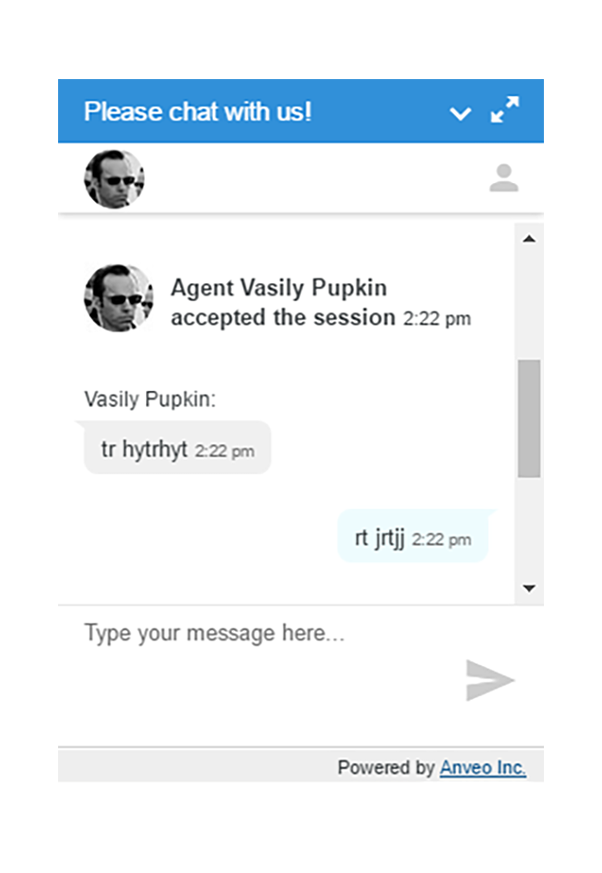 Please chat with us!
Agent Vasily Pupkin
accepted the session 2:22 pm
Vasily Pupkin:
tr hytrhyt 2:22 pm
rt jrtjj 2:22 pm
Type your message here...
Powered by Anveo Inc.